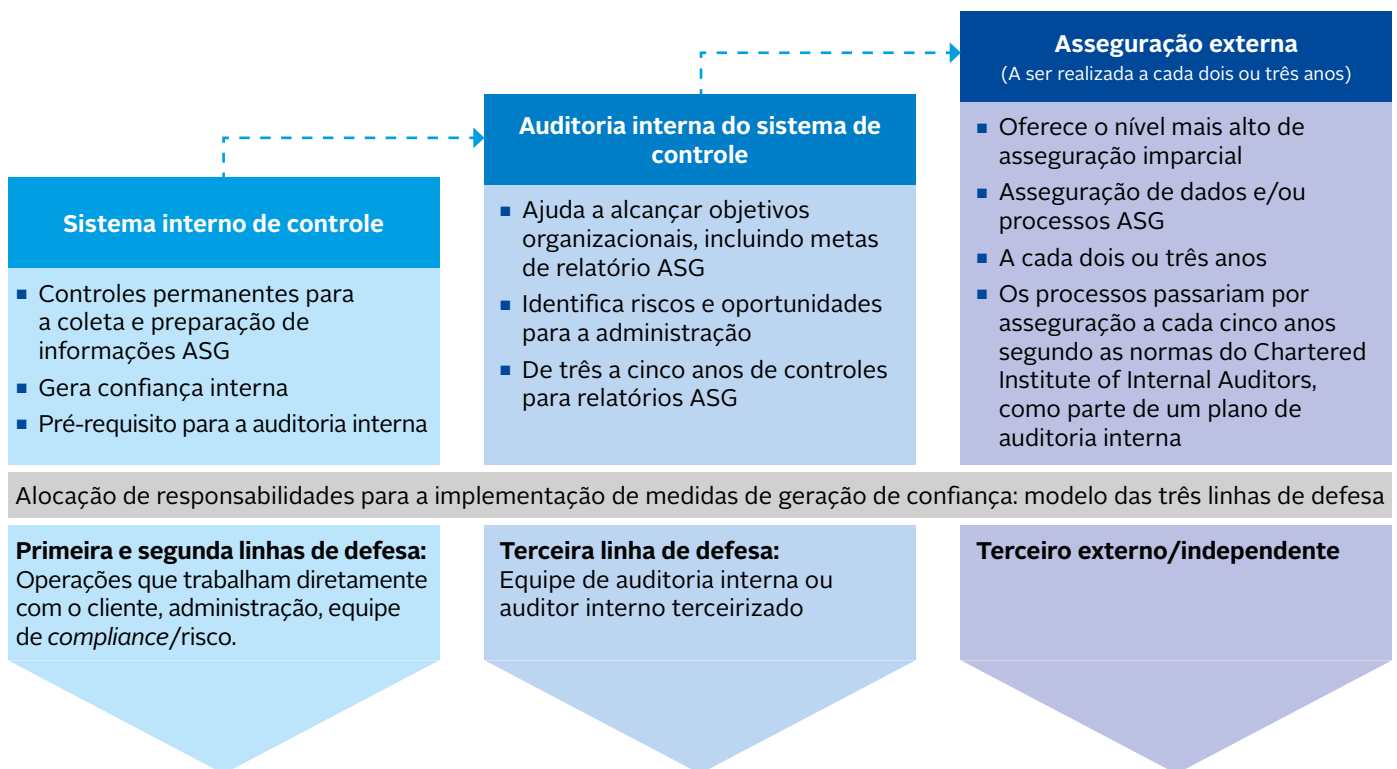 Sistema interno de controle
■ Controles permanentes para
a coleta e preparação de
informações ASG
■ Gera confiança interna
■ Pré-requisito para a auditoria interna
Auditoria interna do sistema de
controle
■ Ajuda a alcançar objetivos
organizacionais, incluindo metas
de relatório ASG
■ Identifica riscos e oportunidades
para a administração
■ De três a cinco anos de controles
para relatórios ASG
Asseguração externa
(A ser realizada a cada dois ou três anos)
■ Oferece o nível mais alto de
asseguração imparcial
■ Asseguração de dados e/ou
processos ASG
■ A cada dois ou três anos
■ Os processos passariam por
asseguração a cada cinco anos
segundo as normas do Chartered
Institute of Internal Auditors,
como parte de um plano de
auditoria interna
Alocação de responsabilidades para a implementação de medidas de geração de confiança: modelo das três linhas de defesa
Primeira e segunda linhas de defesa:
Operações que trabalham diretamente
com o cliente, administração, equipe
de compliance/risco.
Terceira linha de defesa:
Equipe de auditoria interna ou
auditor interno terceirizado
Terceiro externo/independente